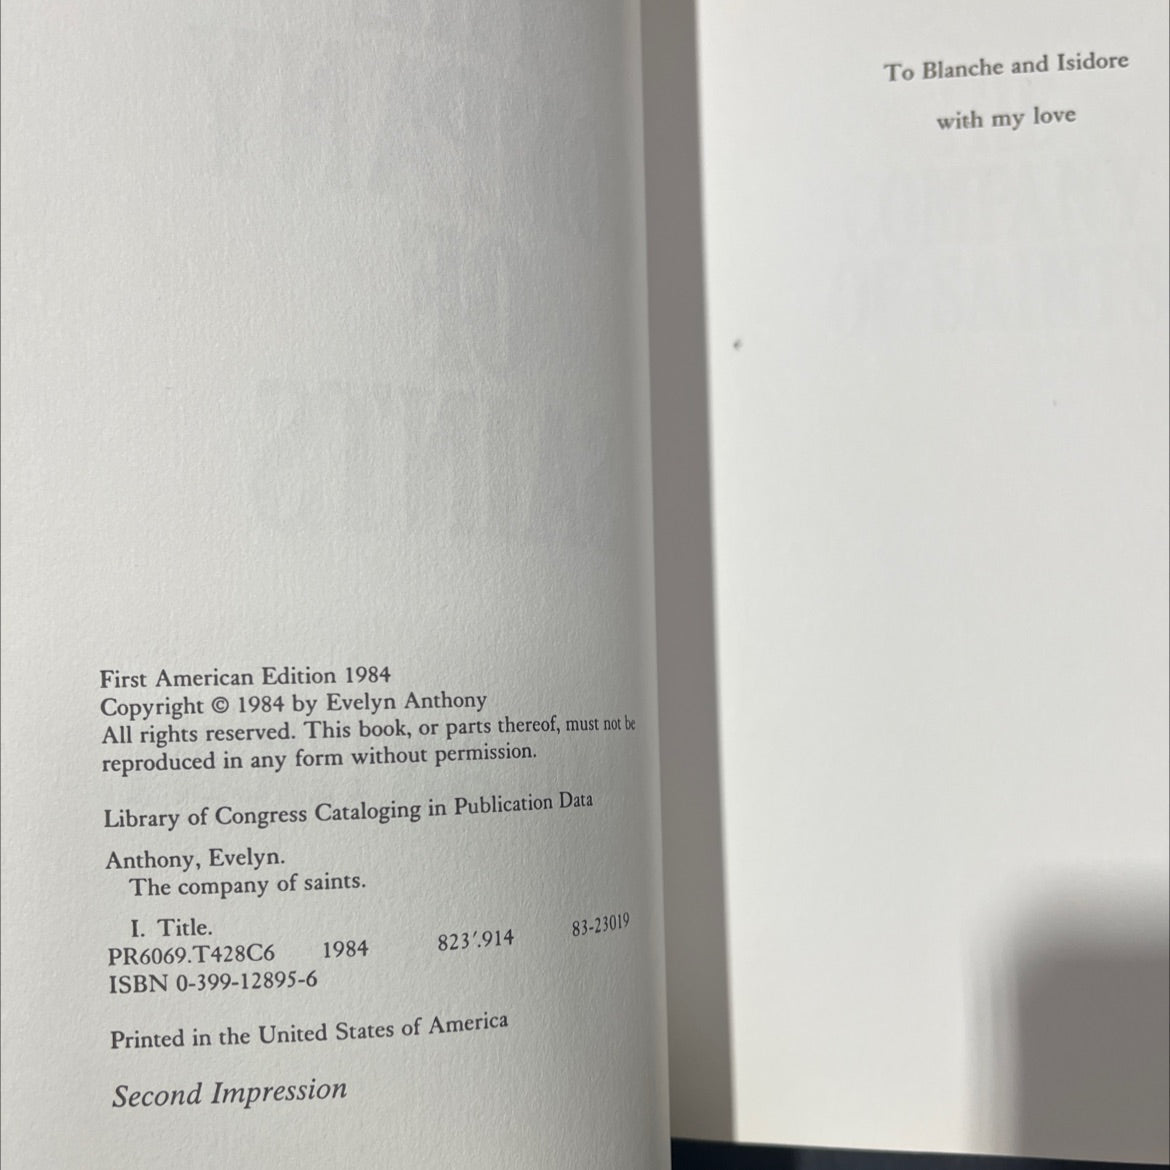 First American Edition 1984
Copyright © 1984 by Evelyn Anthony
All rights reserved. This book, or parts thereof, must not be
reproduced in any form without permission.
Library of Congress Cataloging in Publication Data
Anthony, Evelyn.
The company of saints.
I. Title.
PR6069.T428C6 1984 823′.914 83-23019
ISBN 0-399-12895-6
Printed in the United States of America
Second Impression
To Blanche and Isidore
with my love